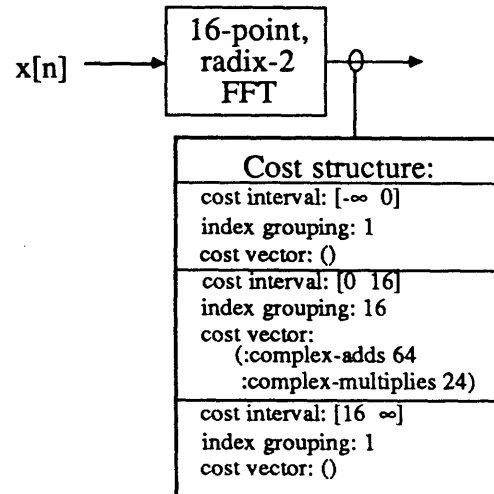 x[n]
16-point,
radix-2
FFT
Cost structure:
cost interval: [-∞ 0]
index grouping: 1
cost vector: ()
cost interval: [0 16]
index grouping: 16
cost vector:
(:complex-adds 64
:complex-multiplies 24)
cost interval: [16 ∞]
index grouping: 1
cost vector: ()